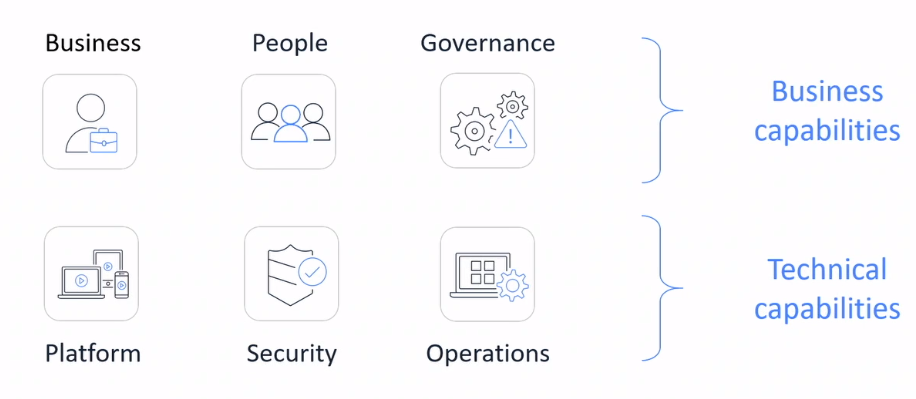 Business
People
Governance
Business
capabilities
Platform
Security
Operations
Technical
capabilities